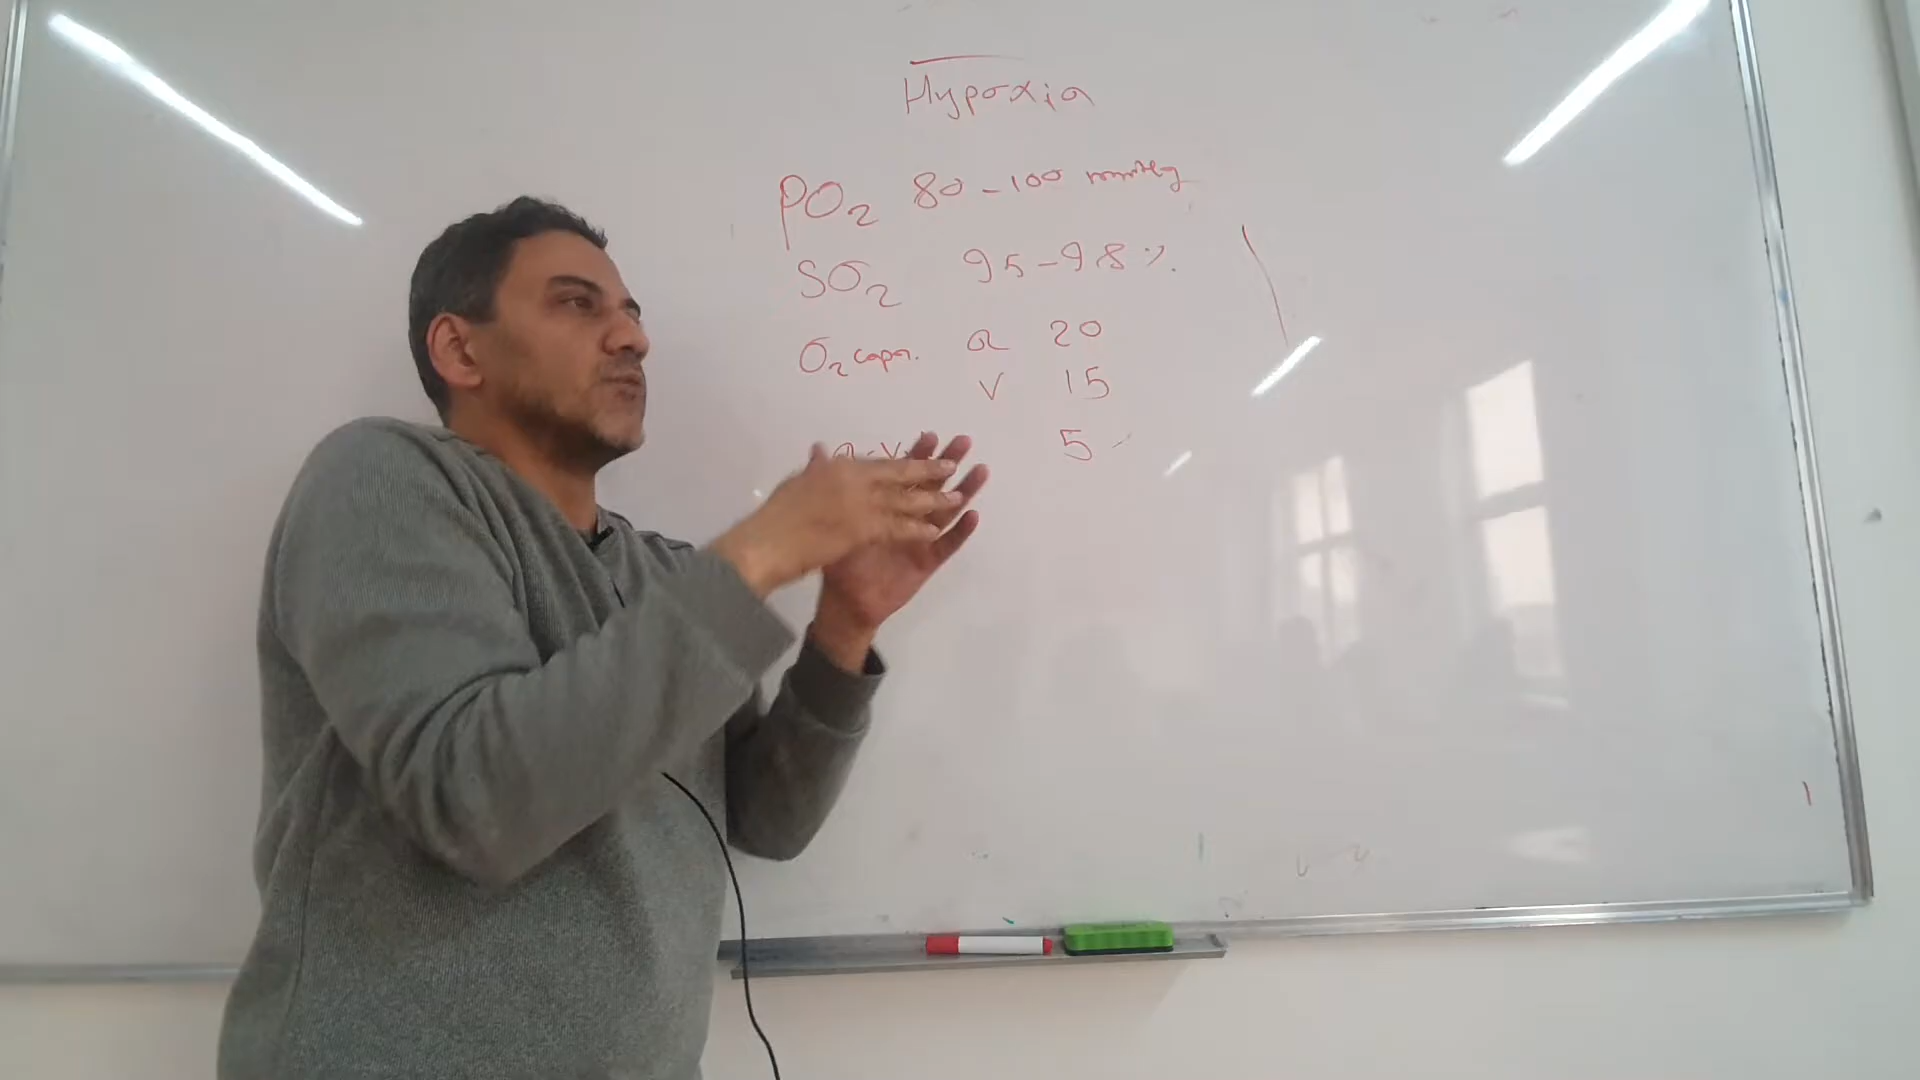 Hypoxia
PO2 80-100 mmHg
SO2 95-98 %
O2 capa. a 20
v 15
a-v 5